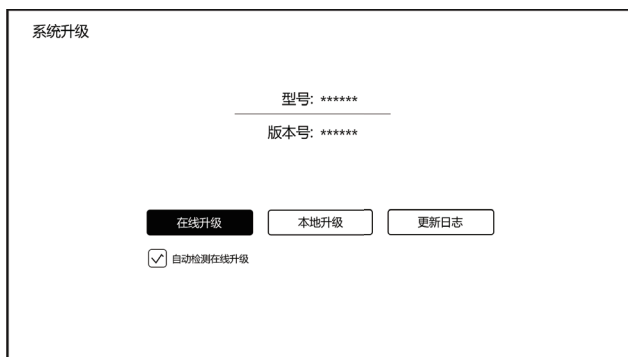 系统升级
型号: ******
版本号: ******
在线升级 本地升级 更新日志
自动检测在线升级